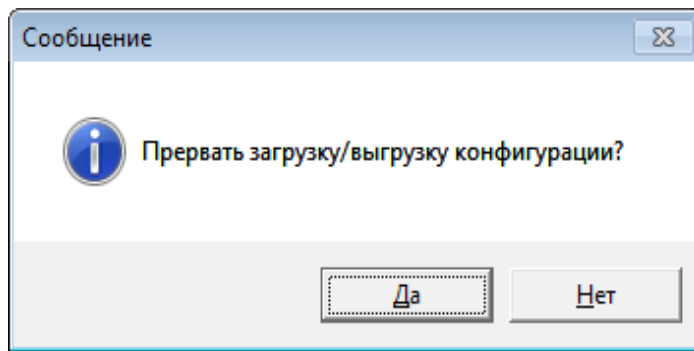 Сообщение
Прервать загрузку/выгрузку конфигурации?
Да
Нет